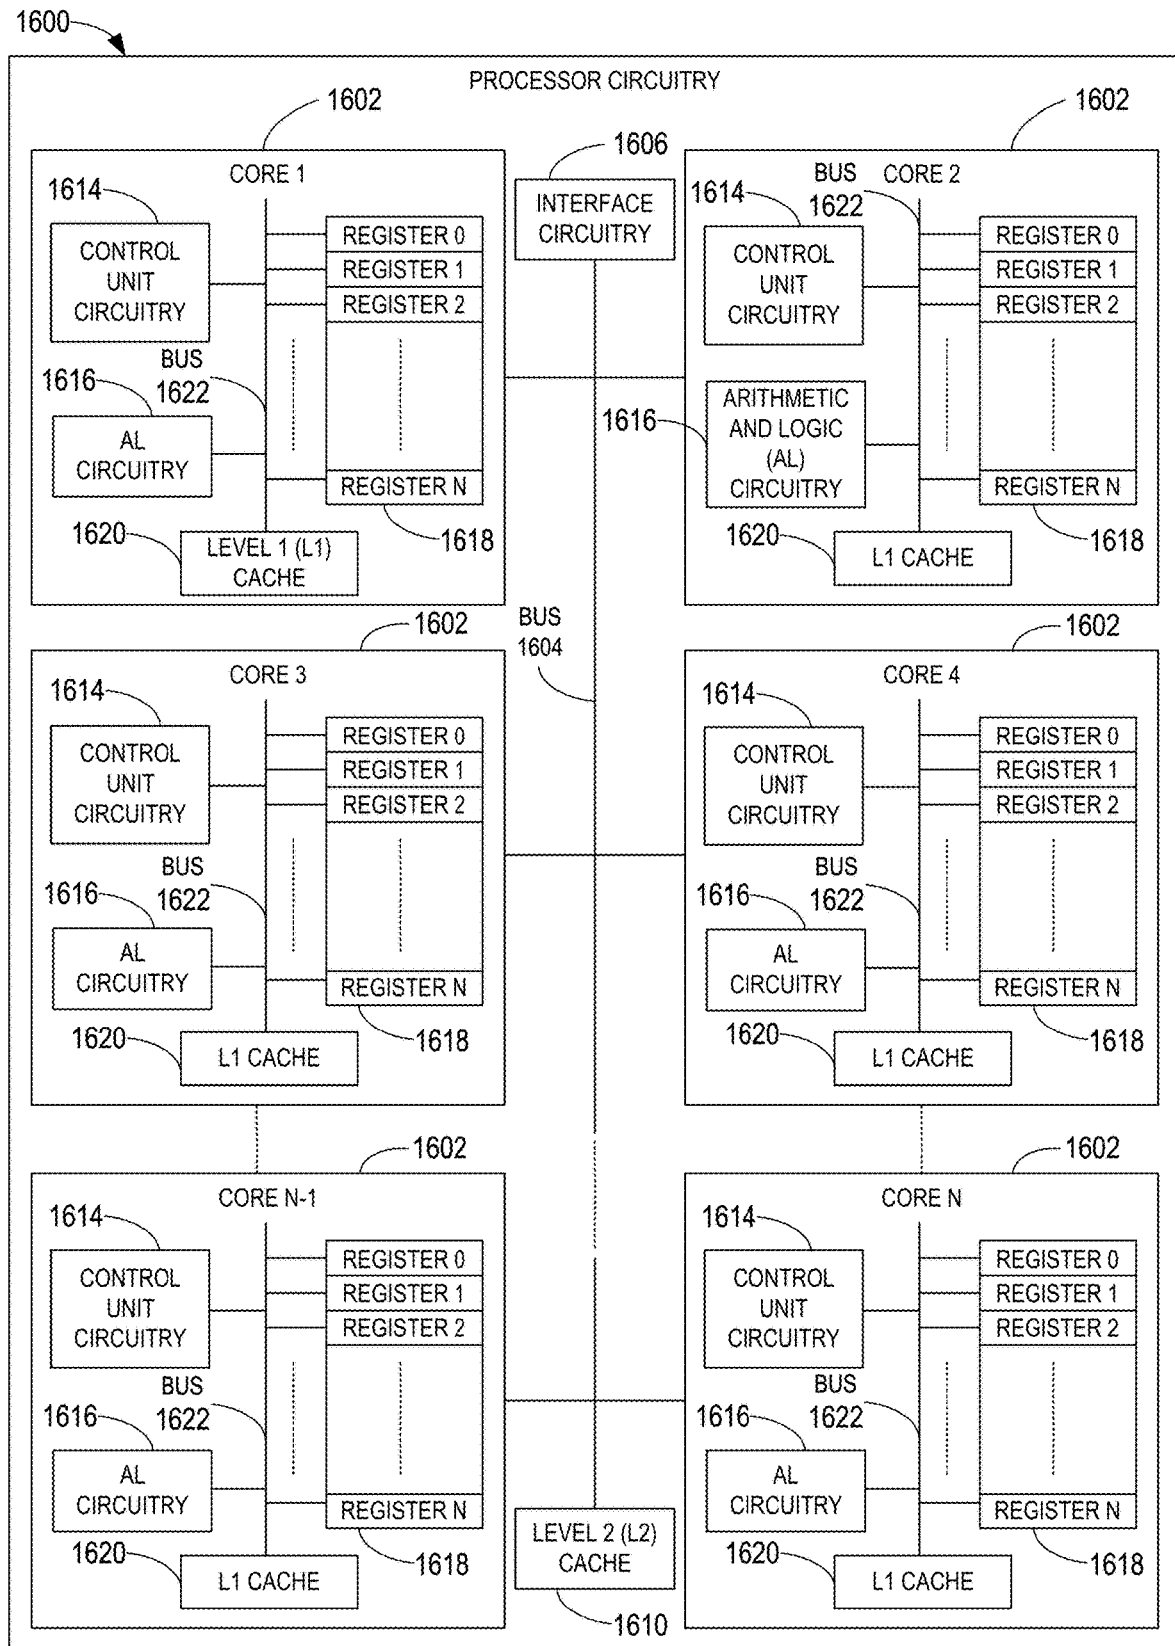 1600
PROCESSOR CIRCUITRY
1602
CORE 1
1614
CONTROL
UNIT
CIRCUITRY
REGISTER 0
REGISTER 1
REGISTER 2
BUS
1622
1616
AL
CIRCUITRY
REGISTER N
1618
1620
LEVEL 1 (L1)
CACHE
1606
INTERFACE
CIRCUITRY
1602
BUS
1622
CORE 2
1614
CONTROL
UNIT
CIRCUITRY
REGISTER 0
REGISTER 1
REGISTER 2
1616
ARITHMETIC
AND LOGIC
(AL)
CIRCUITRY
REGISTER N
1618
1620
L1 CACHE
BUS
1604
1602
CORE 3
1614
CONTROL
UNIT
CIRCUITRY
REGISTER 0
REGISTER 1
REGISTER 2
BUS
1622
1616
AL
CIRCUITRY
REGISTER N
1618
1620
L1 CACHE
1602
CORE 4
1614
CONTROL
UNIT
CIRCUITRY
REGISTER 0
REGISTER 1
REGISTER 2
BUS
1622
1616
AL
CIRCUITRY
REGISTER N
1618
1620
L1 CACHE
1602
CORE N-1
1614
CONTROL
UNIT
CIRCUITRY
REGISTER 0
REGISTER 1
REGISTER 2
BUS
1622
1616
AL
CIRCUITRY
REGISTER N
1618
1620
L1 CACHE
LEVEL 2 (L2)
CACHE
1610
1602
CORE N
1614
CONTROL
UNIT
CIRCUITRY
REGISTER 0
REGISTER 1
REGISTER 2
BUS
1622
1616
AL
CIRCUITRY
REGISTER N
1618
1620
L1 CACHE